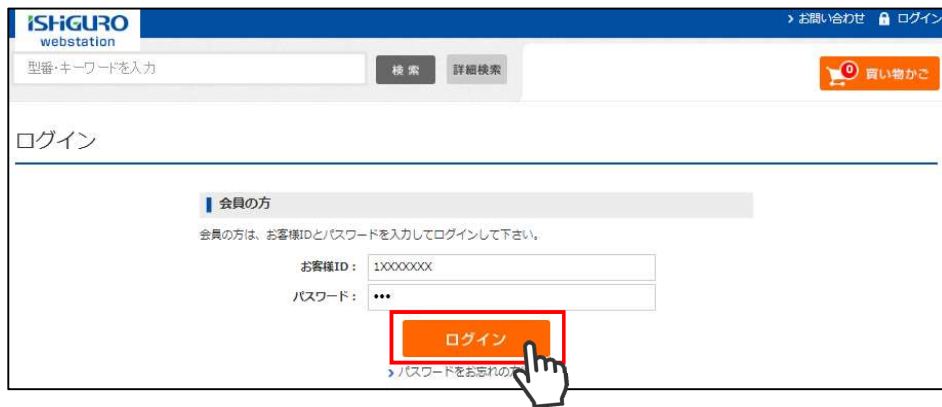 ISHIGURO
webstation
お問い合わせ ログイン
型番・キーワードを入力 検索 詳細検索 0 買い物かご
ログイン
会員の方
会員の方は、お客様IDとパスワードを入力してログインして下さい。
お客様ID： 1XXXXXXX
パスワード： •••
ログイン
パスワードをお忘れの方